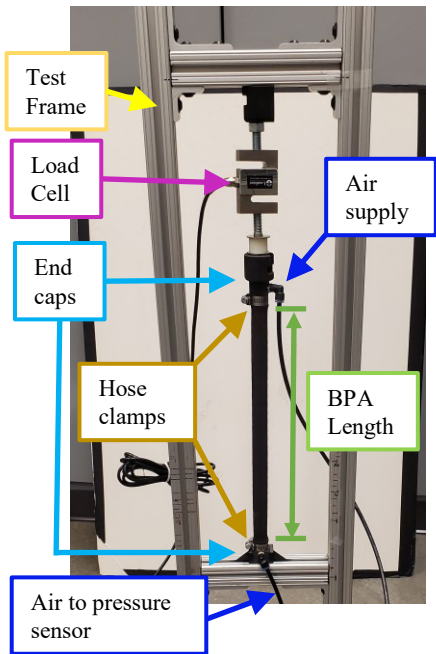 Test
Frame
Load
Cell
Air
supply
End
caps
Hose
clamps
BPA
Length
Air to pressure
sensor